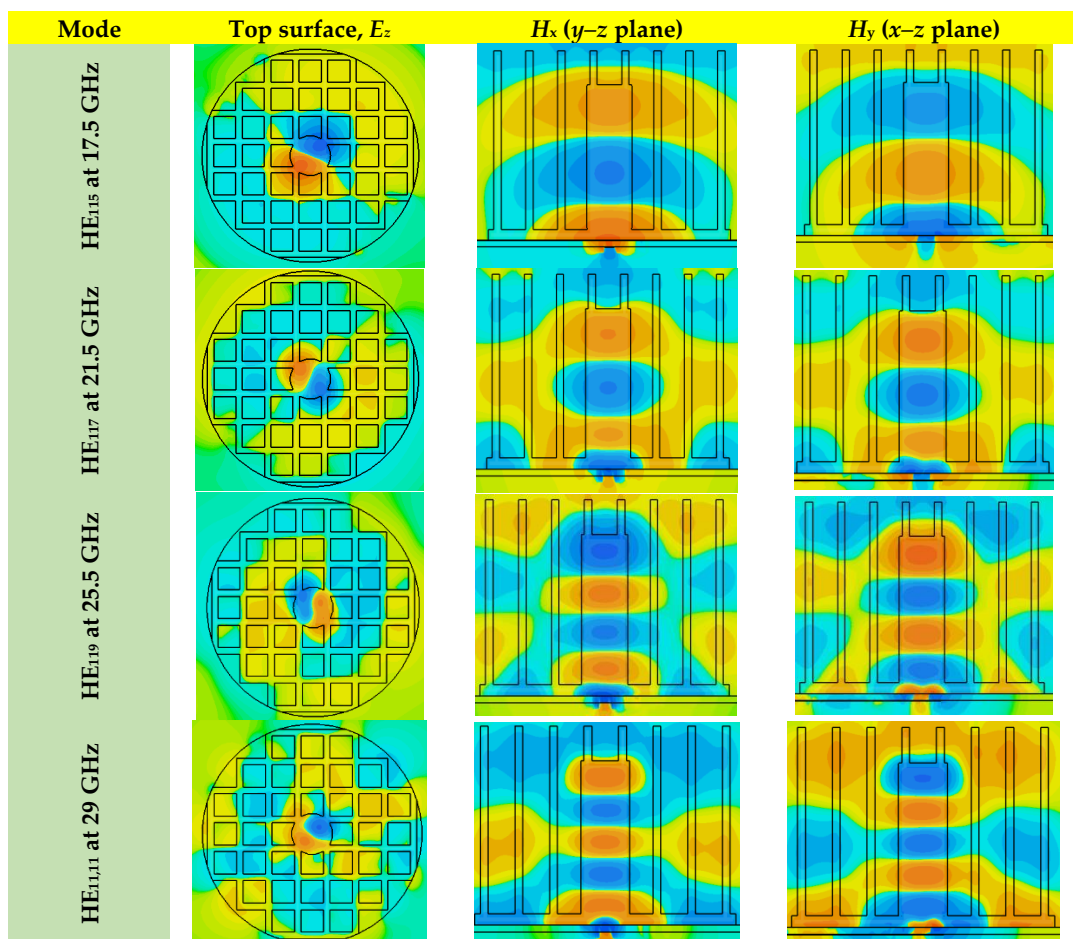 Mode Top surface, Ez Hx (y–z plane) Hy (x–z plane)
HE115 at 17.5 GHz
HE117 at 21.5 GHz
HE119 at 25.5 GHz
HE11,11 at 29 GHz